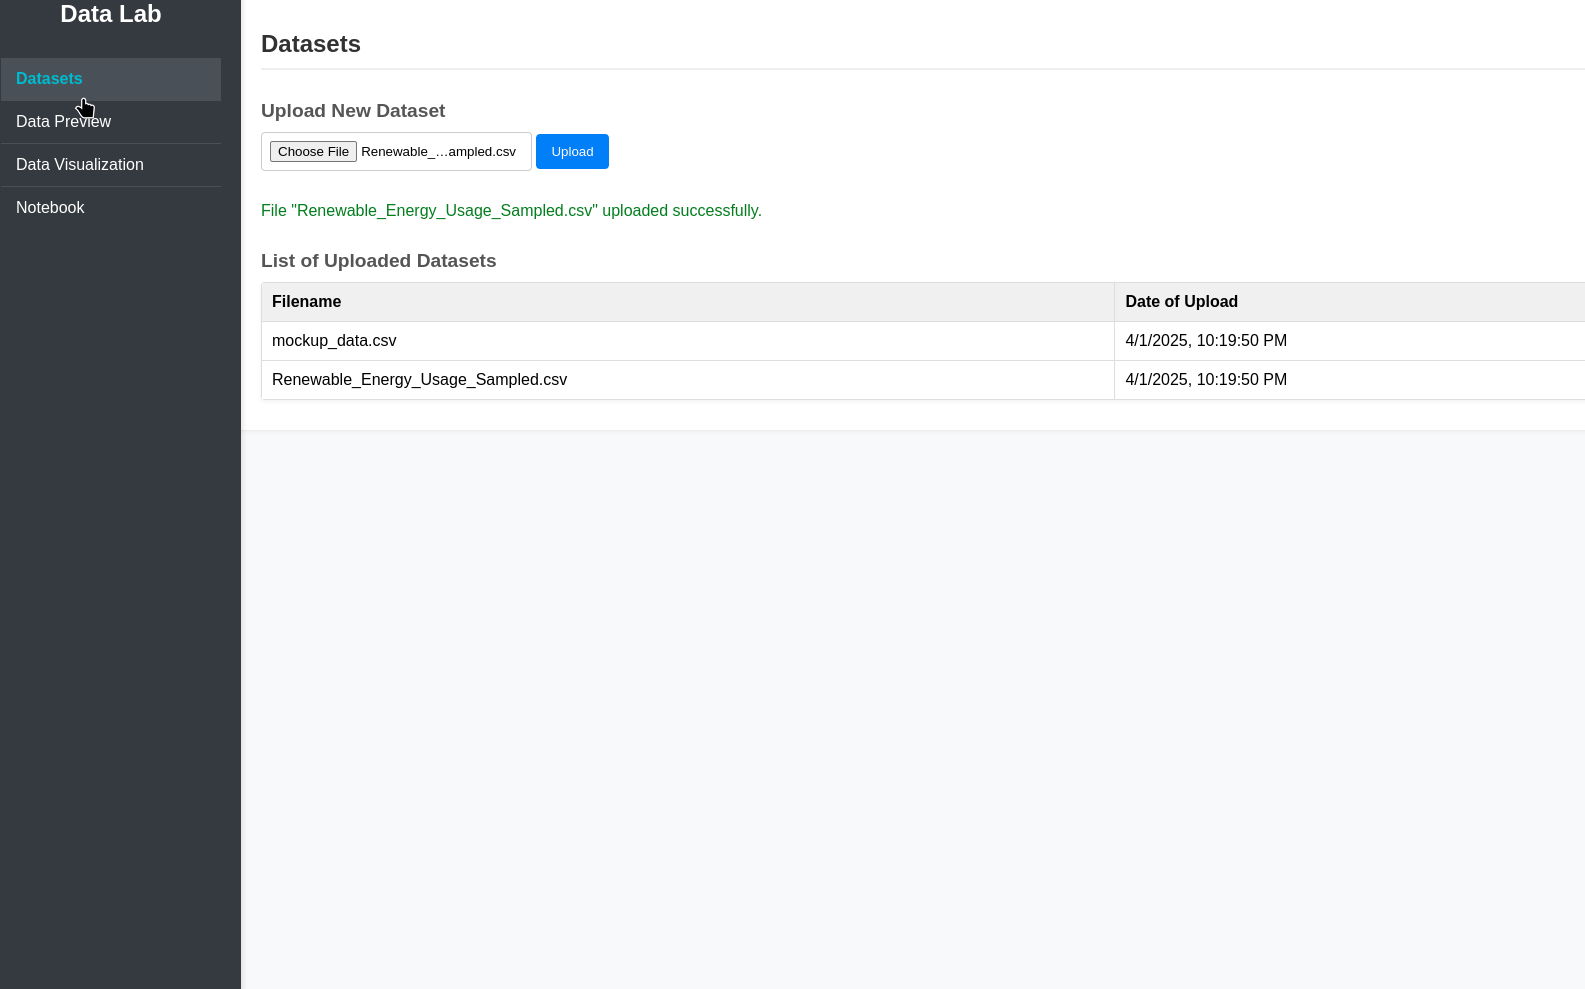 Data Lab
Datasets
Data Preview
Data Visualization
Notebook
Datasets
Upload New Dataset
Choose File Renewable_…ampled.csv Upload
File "Renewable_Energy_Usage_Sampled.csv" uploaded successfully.
List of Uploaded Datasets
Filename Date of Upload
mockup_data.csv 4/1/2025, 10:19:50 PM
Renewable_Energy_Usage_Sampled.csv 4/1/2025, 10:19:50 PM